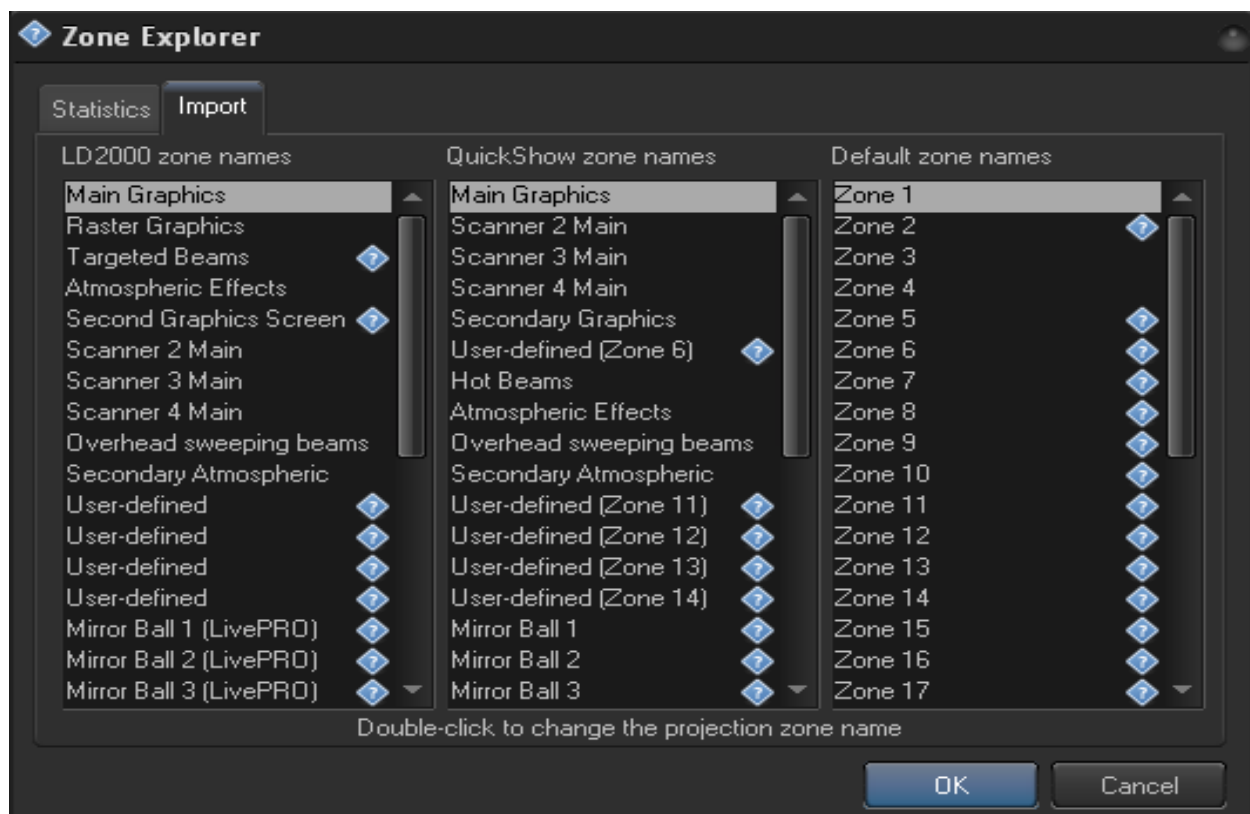 Zone Explorer
Statistics
Import
LD2000 zone names
Main Graphics
Raster Graphics
Targeted Beams
Atmospheric Effects
Second Graphics Screen
Scanner 2 Main
Scanner 3 Main
Scanner 4 Main
Overhead sweeping beams
Secondary Atmospheric
User-defined
User-defined
User-defined
User-defined
Mirror Ball 1 (LivePRO)
Mirror Ball 2 (LivePRO)
Mirror Ball 3 (LivePRO)
QuickShow zone names
Main Graphics
Scanner 2 Main
Scanner 3 Main
Scanner 4 Main
Secondary Graphics
User-defined (Zone 6)
Hot Beams
Atmospheric Effects
Overhead sweeping beams
Secondary Atmospheric
User-defined (Zone 11)
User-defined (Zone 12)
User-defined (Zone 13)
User-defined (Zone 14)
Mirror Ball 1
Mirror Ball 2
Mirror Ball 3
Default zone names
Zone 1
Zone 2
Zone 3
Zone 4
Zone 5
Zone 6
Zone 7
Zone 8
Zone 9
Zone 10
Zone 11
Zone 12
Zone 13
Zone 14
Zone 15
Zone 16
Zone 17
Double-click to change the projection zone name
OK
Cancel